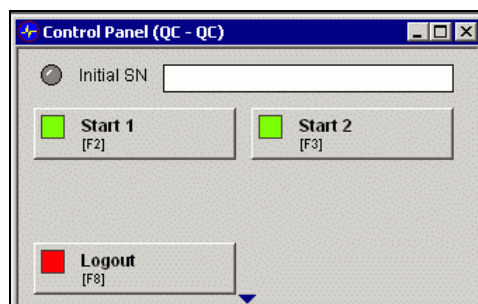 Control Panel (QC - QC)
Initial SN
Start 1
[F2]
Start 2
[F3]
Logout
[F8]